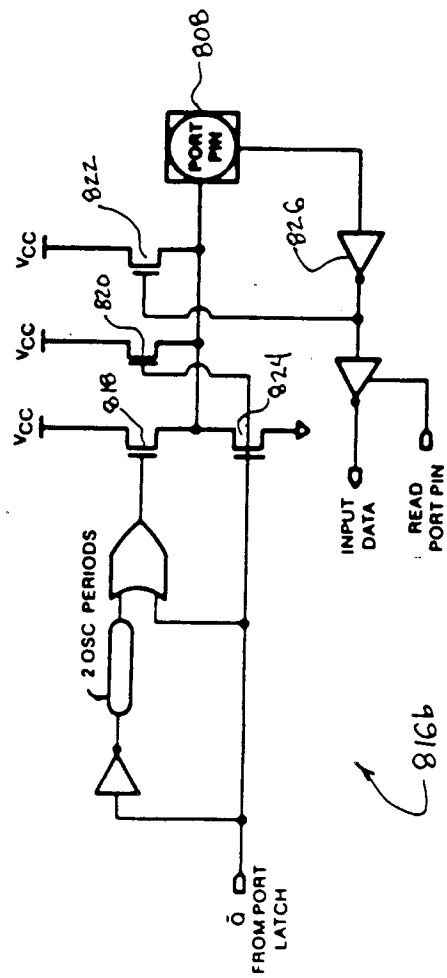 VCC
VCC
VCC
822
820
818
808
PORT
PIN
2 OSC PERIODS
824
826
Q̄
FROM PORT
LATCH
INPUT
DATA
READ
PORT PIN
816b